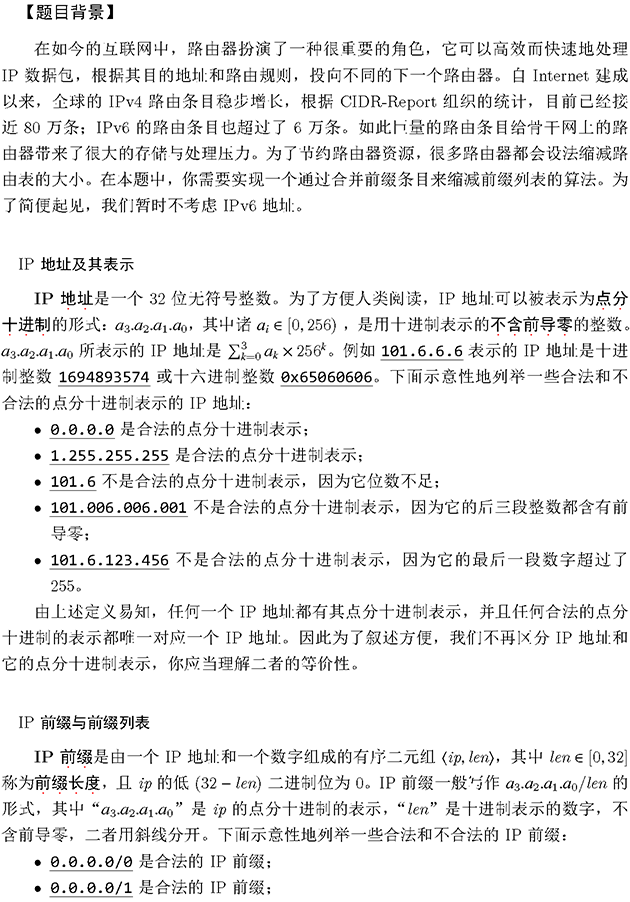 【题目背景】
在如今的互联网中，路由器扮演了一种很重要的角色，它可以高效而快速地处理
IP 数据包，根据其目的地址和路由规则，投向不同的下一个路由器。自 Internet 建成
以来，全球的 IPv4 路由条目稳步增长，根据 CIDR-Report 组织的统计，目前已经接
近 80 万条；IPv6 的路由条目也超过了 6 万条。如此巨量的路由条目给骨干网上的路
由器带来了很大的存储与处理压力。为了节约路由器资源，很多路由器都会设法缩减路
由表的大小。在本题中，你需要实现一个通过合并前缀条目来缩减前缀列表的算法。为
了简便起见，我们暂时不考虑 IPv6 地址。
IP 地址及其表示
IP 地址是一个 32 位无符号整数。为了方便人类阅读，IP 地址可以被表示为点分
十进制的形式：a₃.a₂.a₁.a₀，其中诸 aᵢ ∈ [0, 256) ，是用十进制表示的不含前导零的整数。
a₃.a₂.a₁.a₀ 所表示的 IP 地址是 ∑³ₖ₌₀ aₖ × 256ᵏ。例如 101.6.6.6 表示的 IP 地址是十进
制整数 1694893574 或十六进制整数 0x65060606。下面示意性地列举一些合法和不
合法的点分十进制表示的 IP 地址：
• 0.0.0.0 是合法的点分十进制表示；
• 1.255.255.255 是合法的点分十进制表示；
• 101.6 不是合法的点分十进制表示，因为它位数不足；
• 101.006.006.001 不是合法的点分十进制表示，因为它的后三段整数都含有前
导零；
• 101.6.123.456 不是合法的点分十进制表示，因为它的最后一段数字超过了
255。
由上述定义易知，任何一个 IP 地址都有其点分十进制表示，并且任何合法的点分
十进制的表示都唯一对应一个 IP 地址。因此为了叙述方便，我们不再区分 IP 地址和
它的点分十进制表示，你应当理解二者的等价性。
IP 前缀与前缀列表
IP 前缀是由一个 IP 地址和一个数字组成的有序二元组 ⟨ip, len⟩，其中 len ∈ [0, 32]
称为前缀长度，且 ip 的低 (32 − len) 二进制位为 0。IP 前缀一般写作 a₃.a₂.a₁.a₀/len 的
形式，其中“a₃.a₂.a₁.a₀”是 ip 的点分十进制的表示，“len”是十进制表示的数字，不
含前导零，二者用斜线分开。下面示意性地列举一些合法和不合法的 IP 前缀：
• 0.0.0.0/0 是合法的 IP 前缀；
• 0.0.0.0/1 是合法的 IP 前缀；